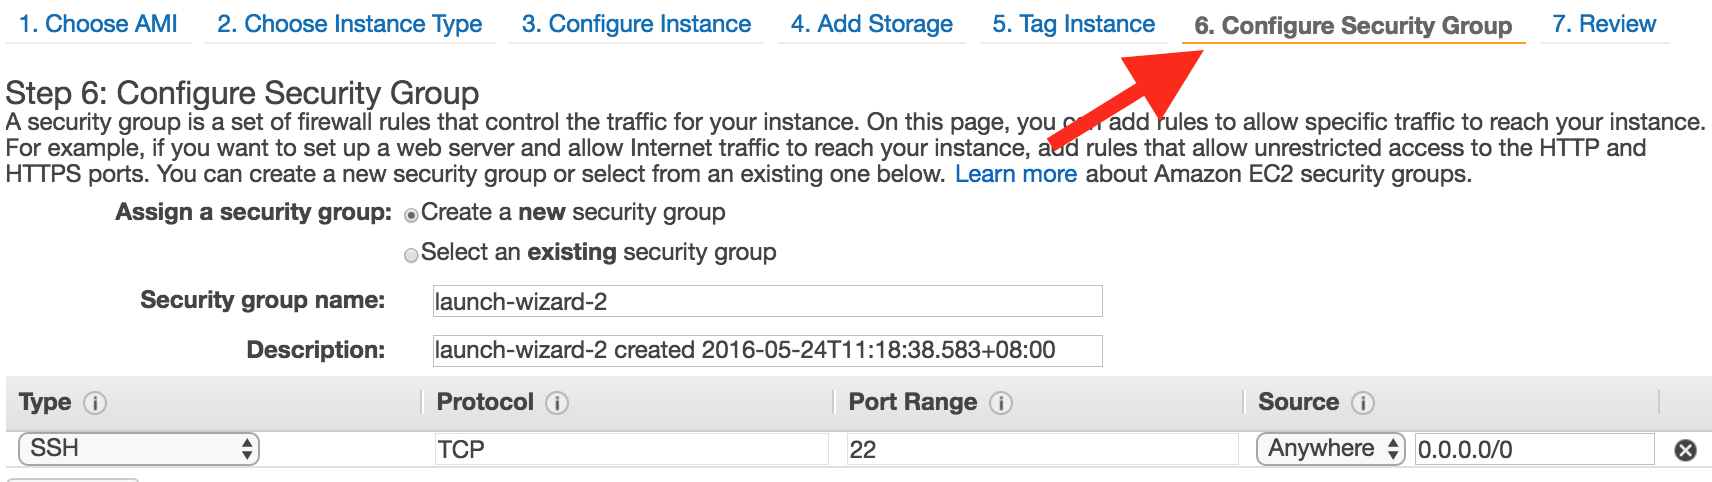 1. Choose AMI 2. Choose Instance Type 3. Configure Instance 4. Add Storage 5. Tag Instance 6. Configure Security Group 7. Review
Step 6: Configure Security Group
A security group is a set of firewall rules that control the traffic for your instance. On this page, you can add rules to allow specific traffic to reach your instance.
For example, if you want to set up a web server and allow Internet traffic to reach your instance, add rules that allow unrestricted access to the HTTP and
HTTPS ports. You can create a new security group or select from an existing one below. Learn more about Amazon EC2 security groups.
Assign a security group: Create a new security group
Select an existing security group
Security group name: launch-wizard-2
Description: launch-wizard-2 created 2016-05-24T11:18:38.583+08:00
Type i Protocol i Port Range i Source i
SSH TCP 22 Anywhere 0.0.0.0/0